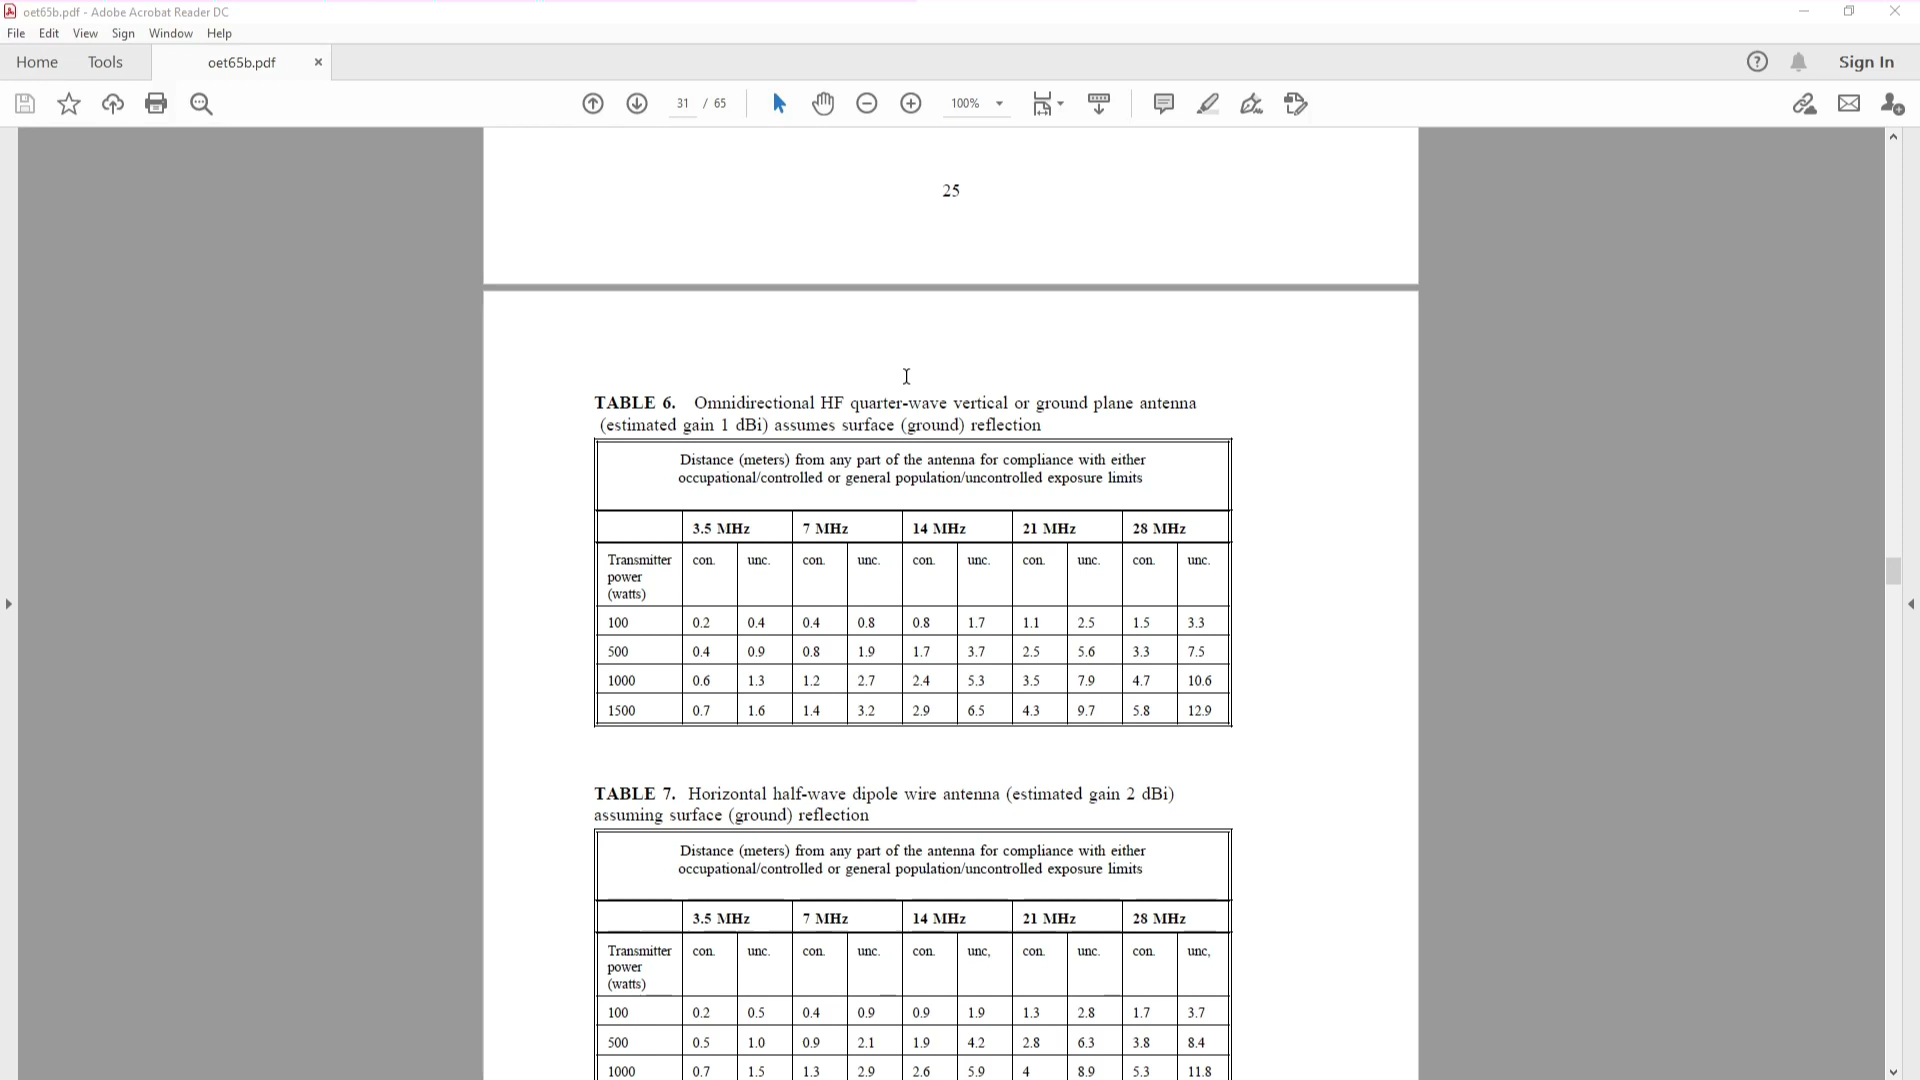 oet65b.pdf - Adobe Acrobat Reader DC
File Edit View Sign Window Help
Home Tools oet65b.pdf × Sign In
31 / 65 100%
25
TABLE 6. Omnidirectional HF quarter-wave vertical or ground plane antenna
(estimated gain 1 dBi) assumes surface (ground) reflection
Distance (meters) from any part of the antenna for compliance with either
occupational/controlled or general population/uncontrolled exposure limits
3.5 MHz 7 MHz 14 MHz 21 MHz 28 MHz
Transmitter con. unc. con. unc. con. unc. con. unc. con. unc.
power
(watts)
100 0.2 0.4 0.4 0.8 0.8 1.7 1.1 2.5 1.5 3.3
500 0.4 0.9 0.8 1.9 1.7 3.7 2.5 5.6 3.3 7.5
1000 0.6 1.3 1.2 2.7 2.4 5.3 3.5 7.9 4.7 10.6
1500 0.7 1.6 1.4 3.2 2.9 6.5 4.3 9.7 5.8 12.9
TABLE 7. Horizontal half-wave dipole wire antenna (estimated gain 2 dBi)
assuming surface (ground) reflection
Distance (meters) from any part of the antenna for compliance with either
occupational/controlled or general population/uncontrolled exposure limits
3.5 MHz 7 MHz 14 MHz 21 MHz 28 MHz
Transmitter con. unc. con. unc. con. unc, con. unc. con. unc,
power
(watts)
100 0.2 0.5 0.4 0.9 0.9 1.9 1.3 2.8 1.7 3.7
500 0.5 1.0 0.9 2.1 1.9 4.2 2.8 6.3 3.8 8.4
1000 0.7 1.5 1.3 2.9 2.6 5.9 4 8.9 5.3 11.8